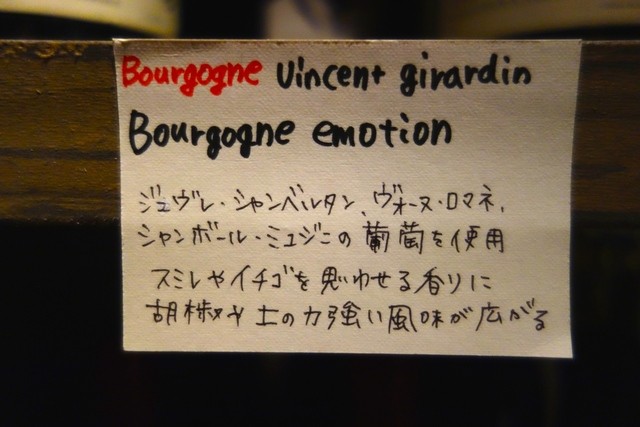 Bourgogne Vincent girardin
Bourgogne emotion
ジュヴレ・シャンベルタン、ヴォーヌ・ロマネ、
シャンボール・ミュジニの葡萄を使用
スミレやイチゴを思わせる香りに
胡椒や土の力強い風味が広がる